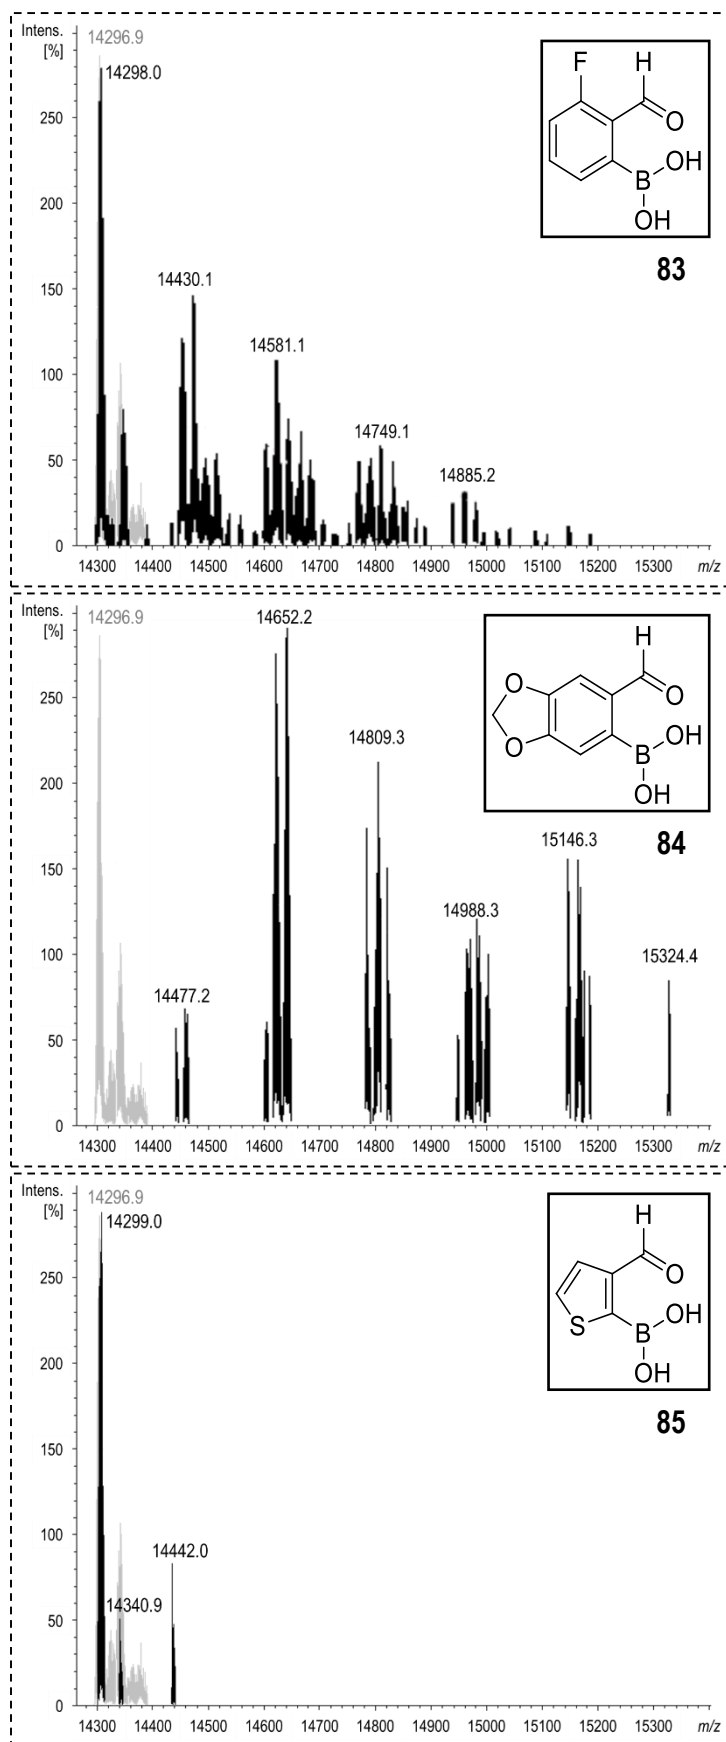 Intens.
[%]
14296.9
14298.0
14430.1
14581.1
14749.1
14885.2
250
200
150
100
50
0
14300 14400 14500 14600 14700 14800 14900 15000 15100 15200 15300 m/z
F
H
O
B
OH
OH
83
Intens.
[%]
14296.9
14652.2
14809.3
15146.3
14988.3
15324.4
14477.2
250
200
150
100
50
0
14300 14400 14500 14600 14700 14800 14900 15000 15100 15200 15300 m/z
H
O
O
O
B
OH
OH
84
Intens.
[%]
14296.9
14299.0
14442.0
14340.9
250
200
150
100
50
0
14300 14400 14500 14600 14700 14800 14900 15000 15100 15200 15300 m/z
H
O
S
B
OH
OH
85